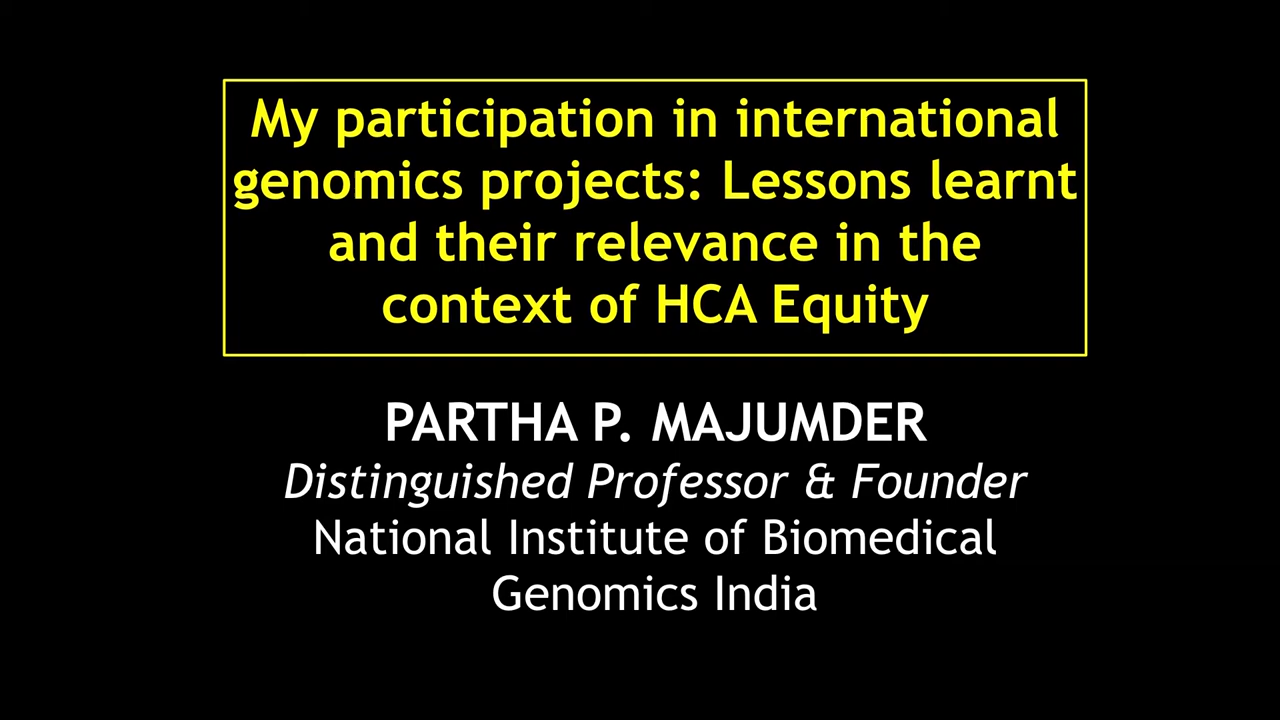 My participation in international
genomics projects: Lessons learnt
and their relevance in the
context of HCA Equity
PARTHA P. MAJUMDER
Distinguished Professor & Founder
National Institute of Biomedical
Genomics India